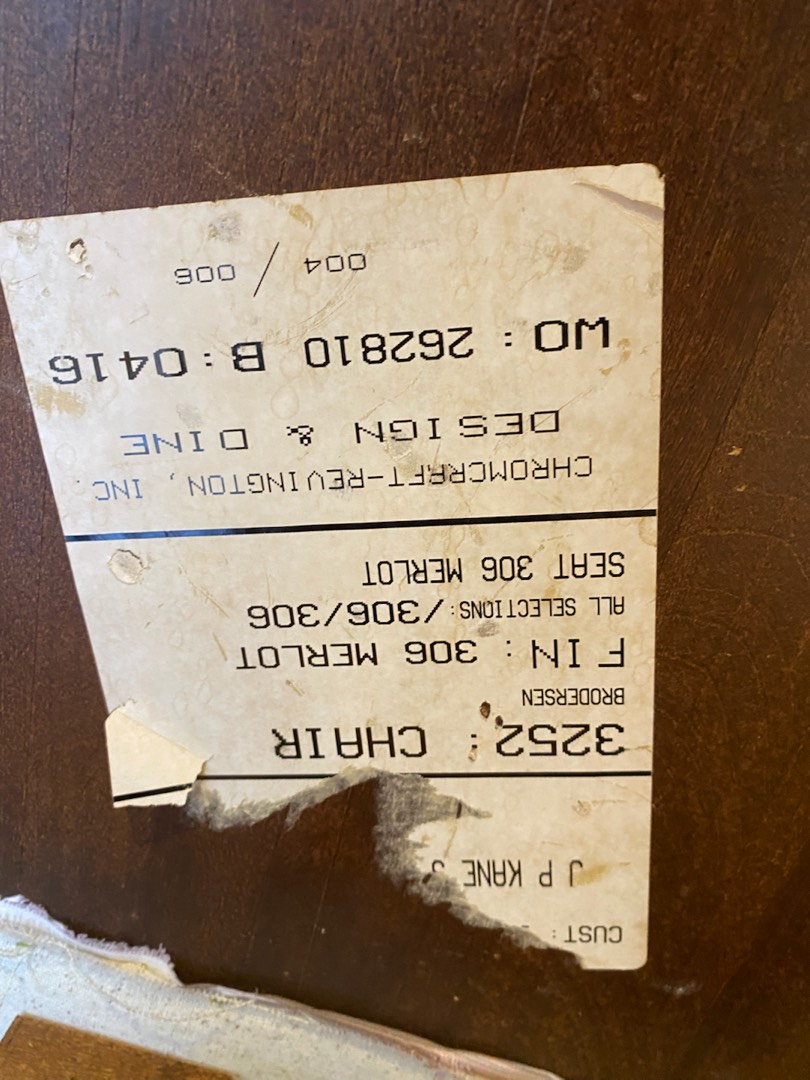 CUST:
J P KANE
3252: CHAIR
BRODERSEN
FIN: 306 MERLOT
ALL SELECTIONS:/306/306
SEAT 306 MERLOT
CHROMCRAFT-REVINGTON, INC.
DESIGN & DINE
WO: 262810 B:0416
004 / 006